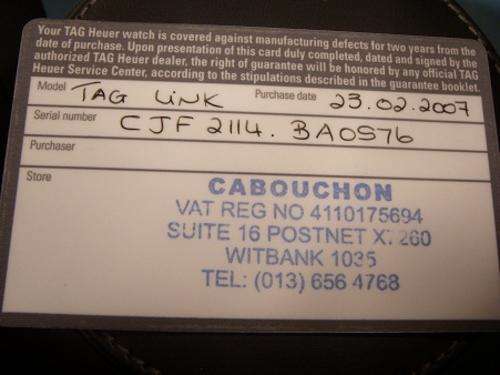 Your TAG Heuer watch is covered against manufacturing defects for two years from the
date of purchase. Upon presentation of this card duly completed, dated and signed by the
authorized TAG Heuer dealer, the right of guarantee will be honored by any official TAG
Heuer Service Center, according to the stipulations described in the guarantee booklet.
Model TAG LINK Purchase date 23.02.2007
Serial number CJF 2114. BA0576
Purchaser
Store
CABOUCHON
VAT REG NO 4110175694
SUITE 16 POSTNET X7260
WITBANK 1035
TEL: (013) 656 4768